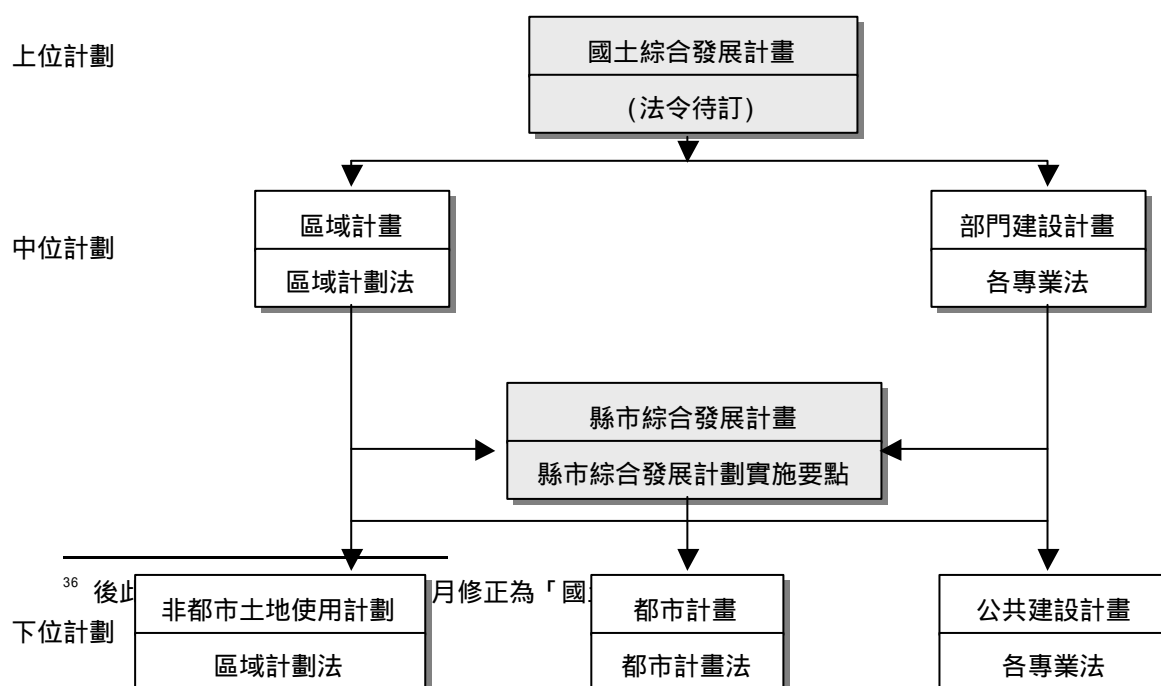 上位計劃
國土綜合發展計畫
(法令待訂)
區域計畫
區域計劃法
部門建設計畫
各專業法
中位計劃
縣市綜合發展計畫
縣市綜合發展計劃實施要點
36 後此 月修正為「國
非都市土地使用計劃
區域計劃法
都市計畫
都市計畫法
公共建設計畫
各專業法
下位計劃